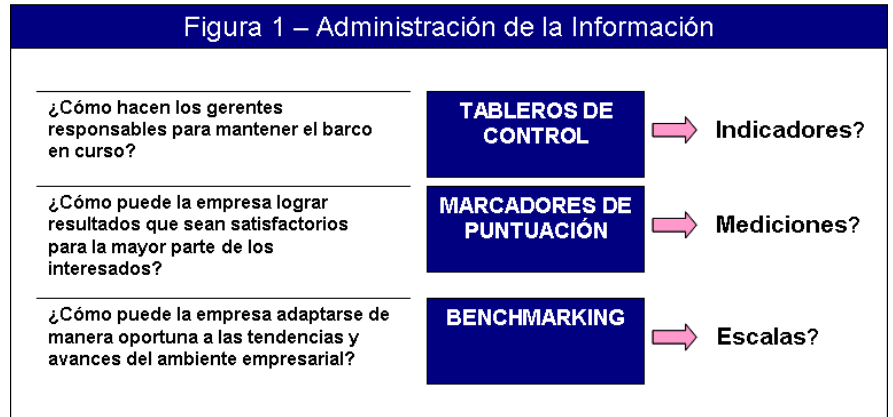 Figura 1 – Administración de la Información
¿Cómo hacen los gerentes
responsables para mantener el barco
en curso?
TABLEROS DE
CONTROL
Indicadores?
¿Cómo puede la empresa lograr
resultados que sean satisfactorios
para la mayor parte de los
interesados?
MARCADORES DE
PUNTUACIÓN
Mediciones?
¿Cómo puede la empresa adaptarse de
manera oportuna a las tendencias y
avances del ambiente empresarial?
BENCHMARKING
Escalas?